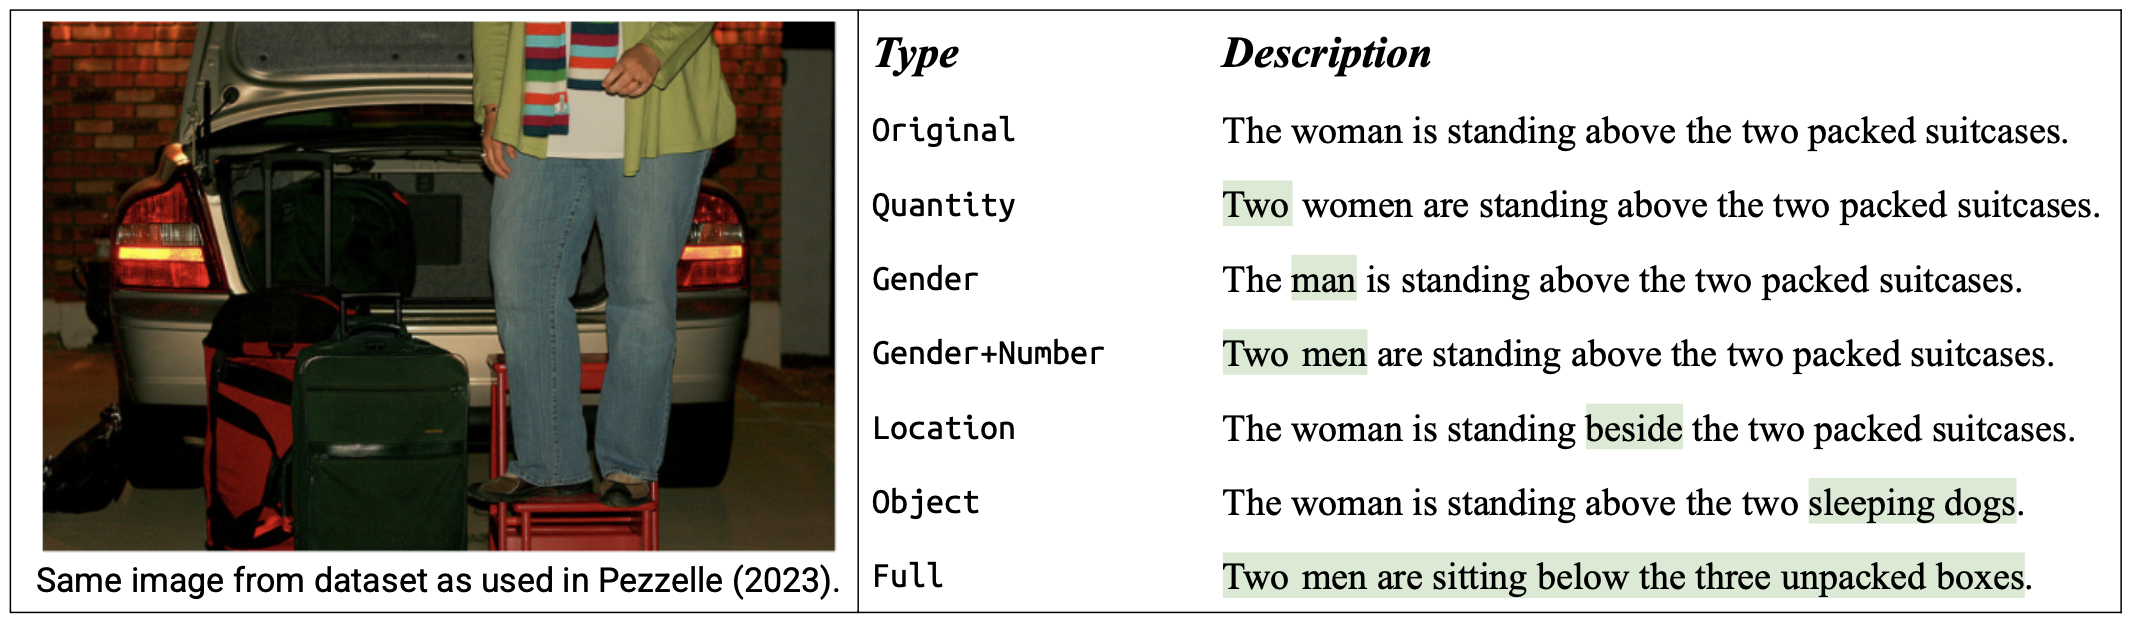 Type Description
Original The woman is standing above the two packed suitcases.
Quantity Two women are standing above the two packed suitcases.
Gender The man is standing above the two packed suitcases.
Gender+Number Two men are standing above the two packed suitcases.
Location The woman is standing beside the two packed suitcases.
Object The woman is standing above the two sleeping dogs.
Full Two men are sitting below the three unpacked boxes.
Same image from dataset as used in Pezzelle (2023).